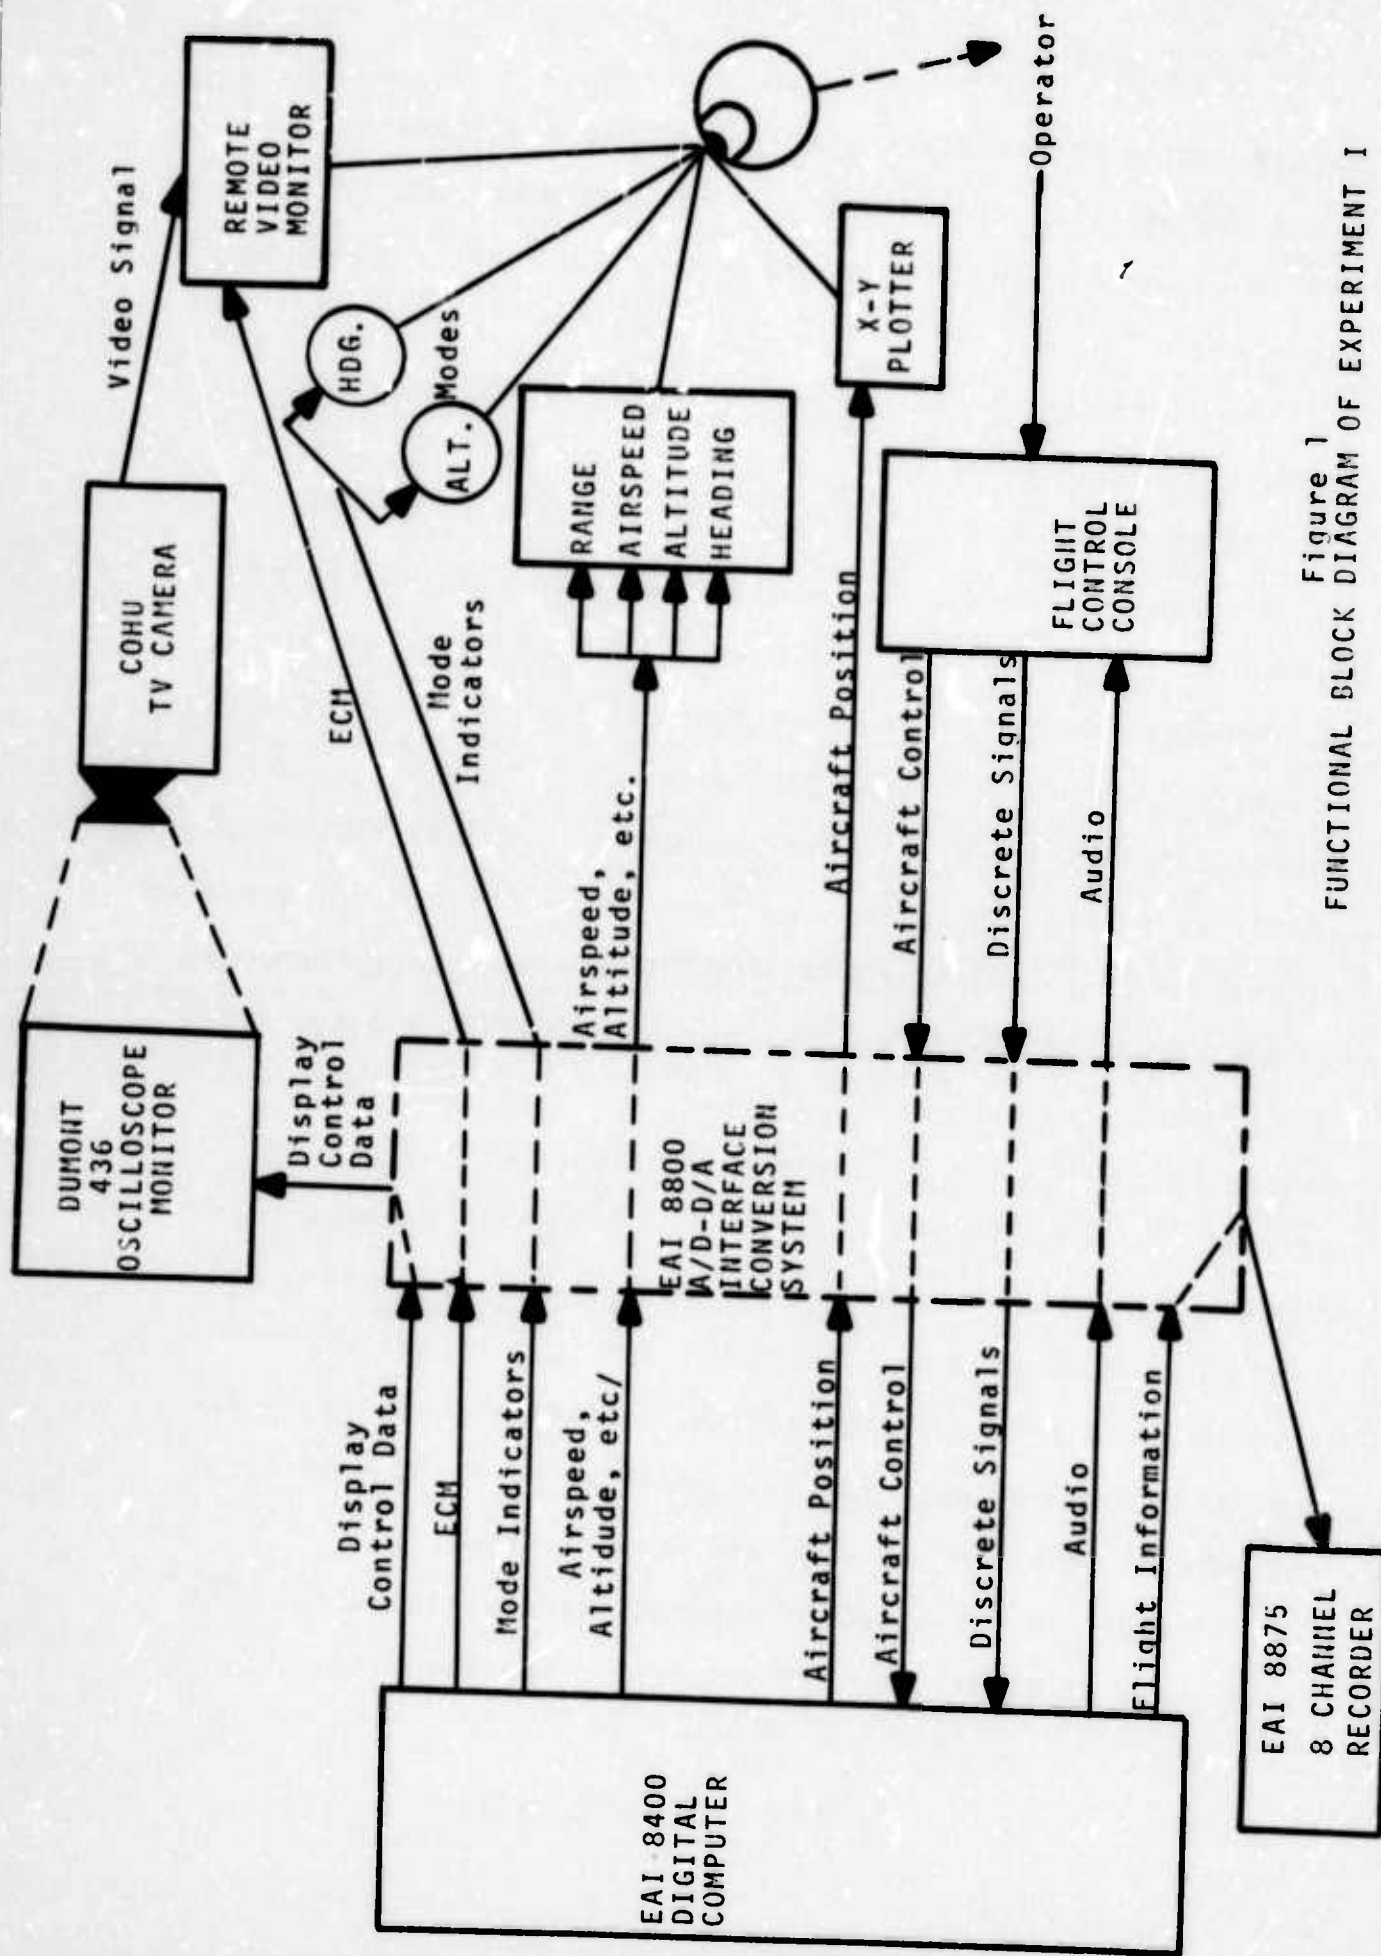 DUMONT
436
OSCILLOSCOPE
MONITOR
COHU
TV CAMERA
Video Signal
REMOTE
VIDEO
MONITOR
Display
Control
Data
ECM
Mode
Indicators
HDG.
ALT.
Modes
Display
Control Data
ECM
Mode Indicators
Airspeed,
Altidude, etc/
Airspeed,
Altitude, etc.
RANGE
AIRSPEED
ALTITUDE
HEADING
EAI 8400
DIGITAL
COMPUTER
EAI 8800
A/D-D/A
INTERFACE
CONVERSION
SYSTEM
Aircraft Position
Aircraft Position
X-Y
PLOTTER
Aircraft Control
Aircraft Control
Discrete Signals
Discrete Signals
Audio
Audio
FLIGHT
CONTROL
CONSOLE
Operator
Flight Information
EAI 8875
8 CHANNEL
RECORDER
Figure 1
FUNCTIONAL BLOCK DIAGRAM OF EXPERIMENT I